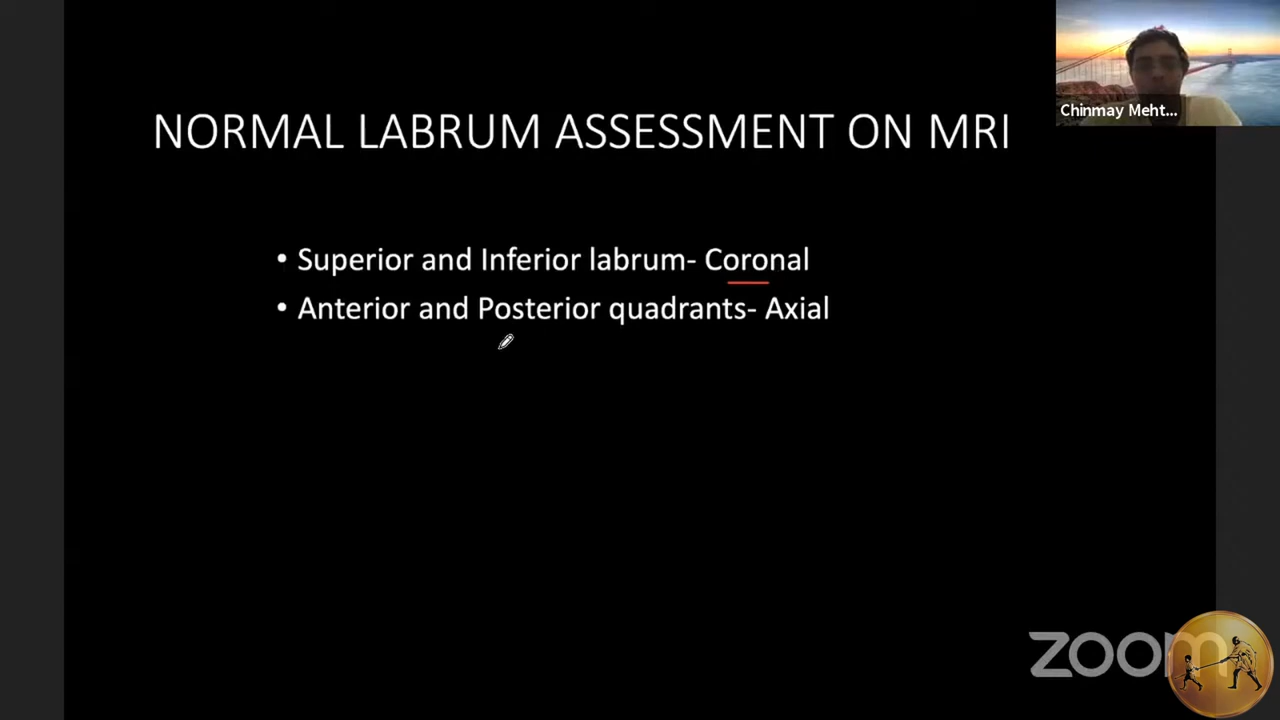 Chinmay Meht...
NORMAL LABRUM ASSESSMENT ON MRI
• Superior and Inferior labrum- Coronal
• Anterior and Posterior quadrants- Axial
zoom